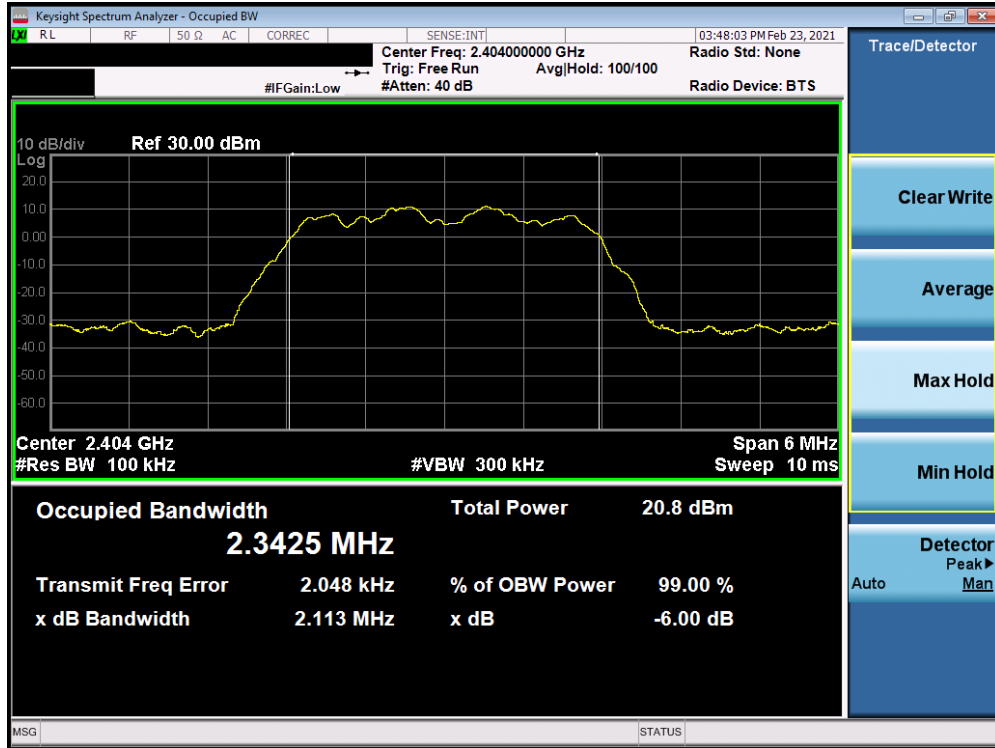 Keysight Spectrum Analyzer - Occupied BW
LXI RL RF 50 Ω AC CORREC SENSE:INT 03:48:03 PM Feb 23, 2021
Center Freq: 2.404000000 GHz Radio Std: None
Trig: Free Run Avg|Hold: 100/100
#IFGain:Low #Atten: 40 dB Radio Device: BTS
10 dB/div Ref 30.00 dBm
Log
20.0
10.0
0.00
-10.0
-20.0
-30.0
-40.0
-50.0
-60.0
Center 2.404 GHz Span 6 MHz
#Res BW 100 kHz #VBW 300 kHz Sweep 10 ms
Occupied Bandwidth Total Power 20.8 dBm
2.3425 MHz
Transmit Freq Error 2.048 kHz % of OBW Power 99.00 %
x dB Bandwidth 2.113 MHz x dB -6.00 dB
MSG STATUS
Trace/Detector
Clear Write
Average
Max Hold
Min Hold
Detector
Peak▶
Auto Man